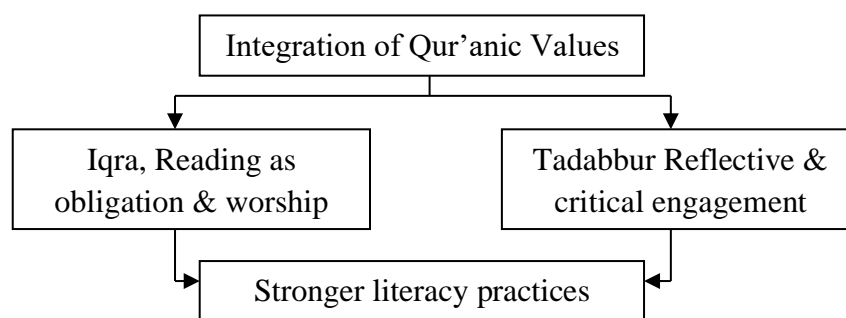 Integration of Qur’anic Values
Iqra, Reading as
obligation & worship
Tadabbur Reflective &
critical engagement
Stronger literacy practices